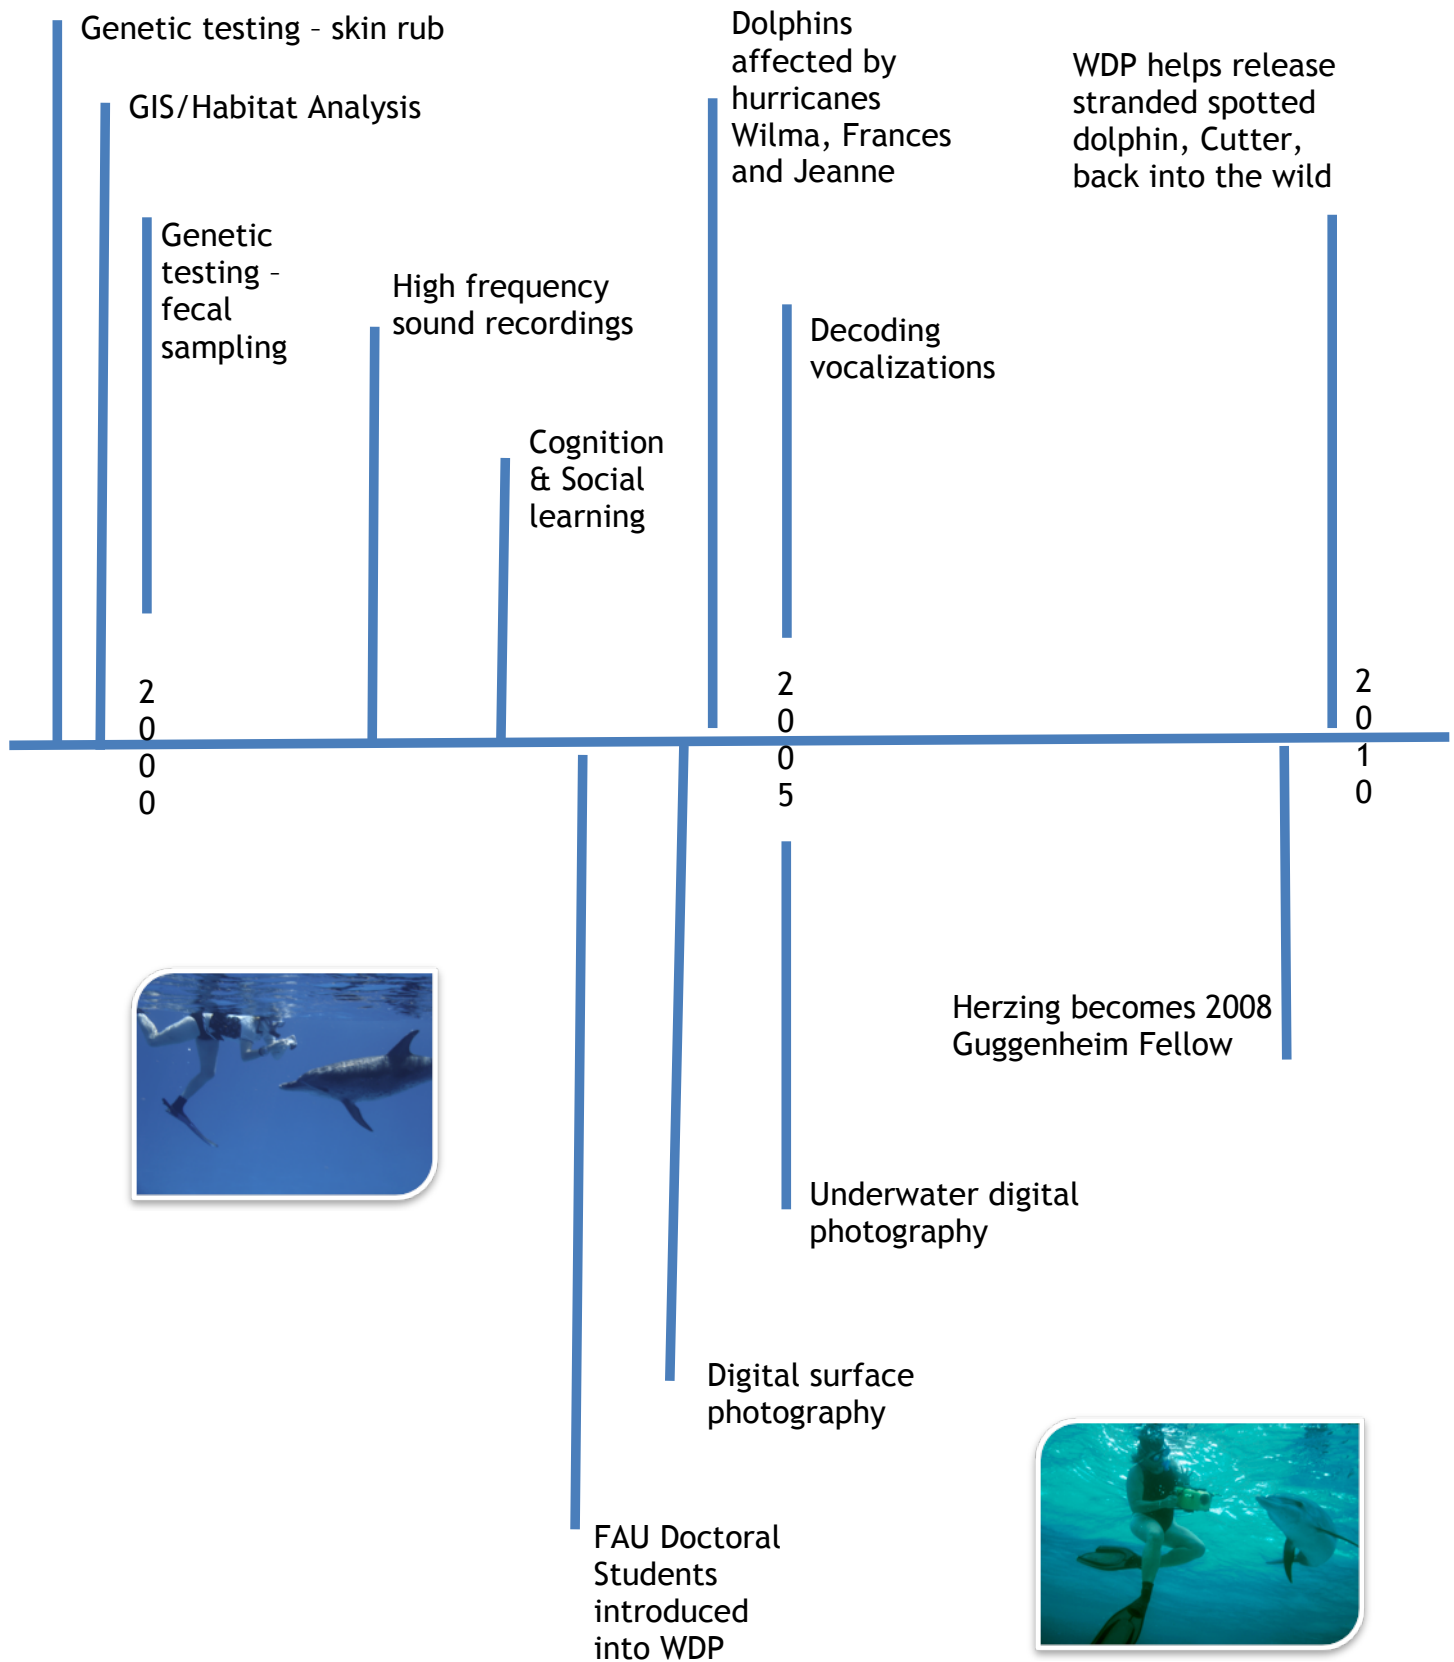 Genetic testing – skin rub
GIS/Habitat Analysis
Genetic
testing –
fecal
sampling
High frequency
sound recordings
Cognition
& Social
learning
Dolphins
affected by
hurricanes
Wilma, Frances
and Jeanne
Decoding
vocalizations
WDP helps release
stranded spotted
dolphin, Cutter,
back into the wild
2
0
0
0
2
0
0
5
2
0
1
0
Herzing becomes 2008
Guggenheim Fellow
Underwater digital
photography
Digital surface
photography
FAU Doctoral
Students
introduced
into WDP